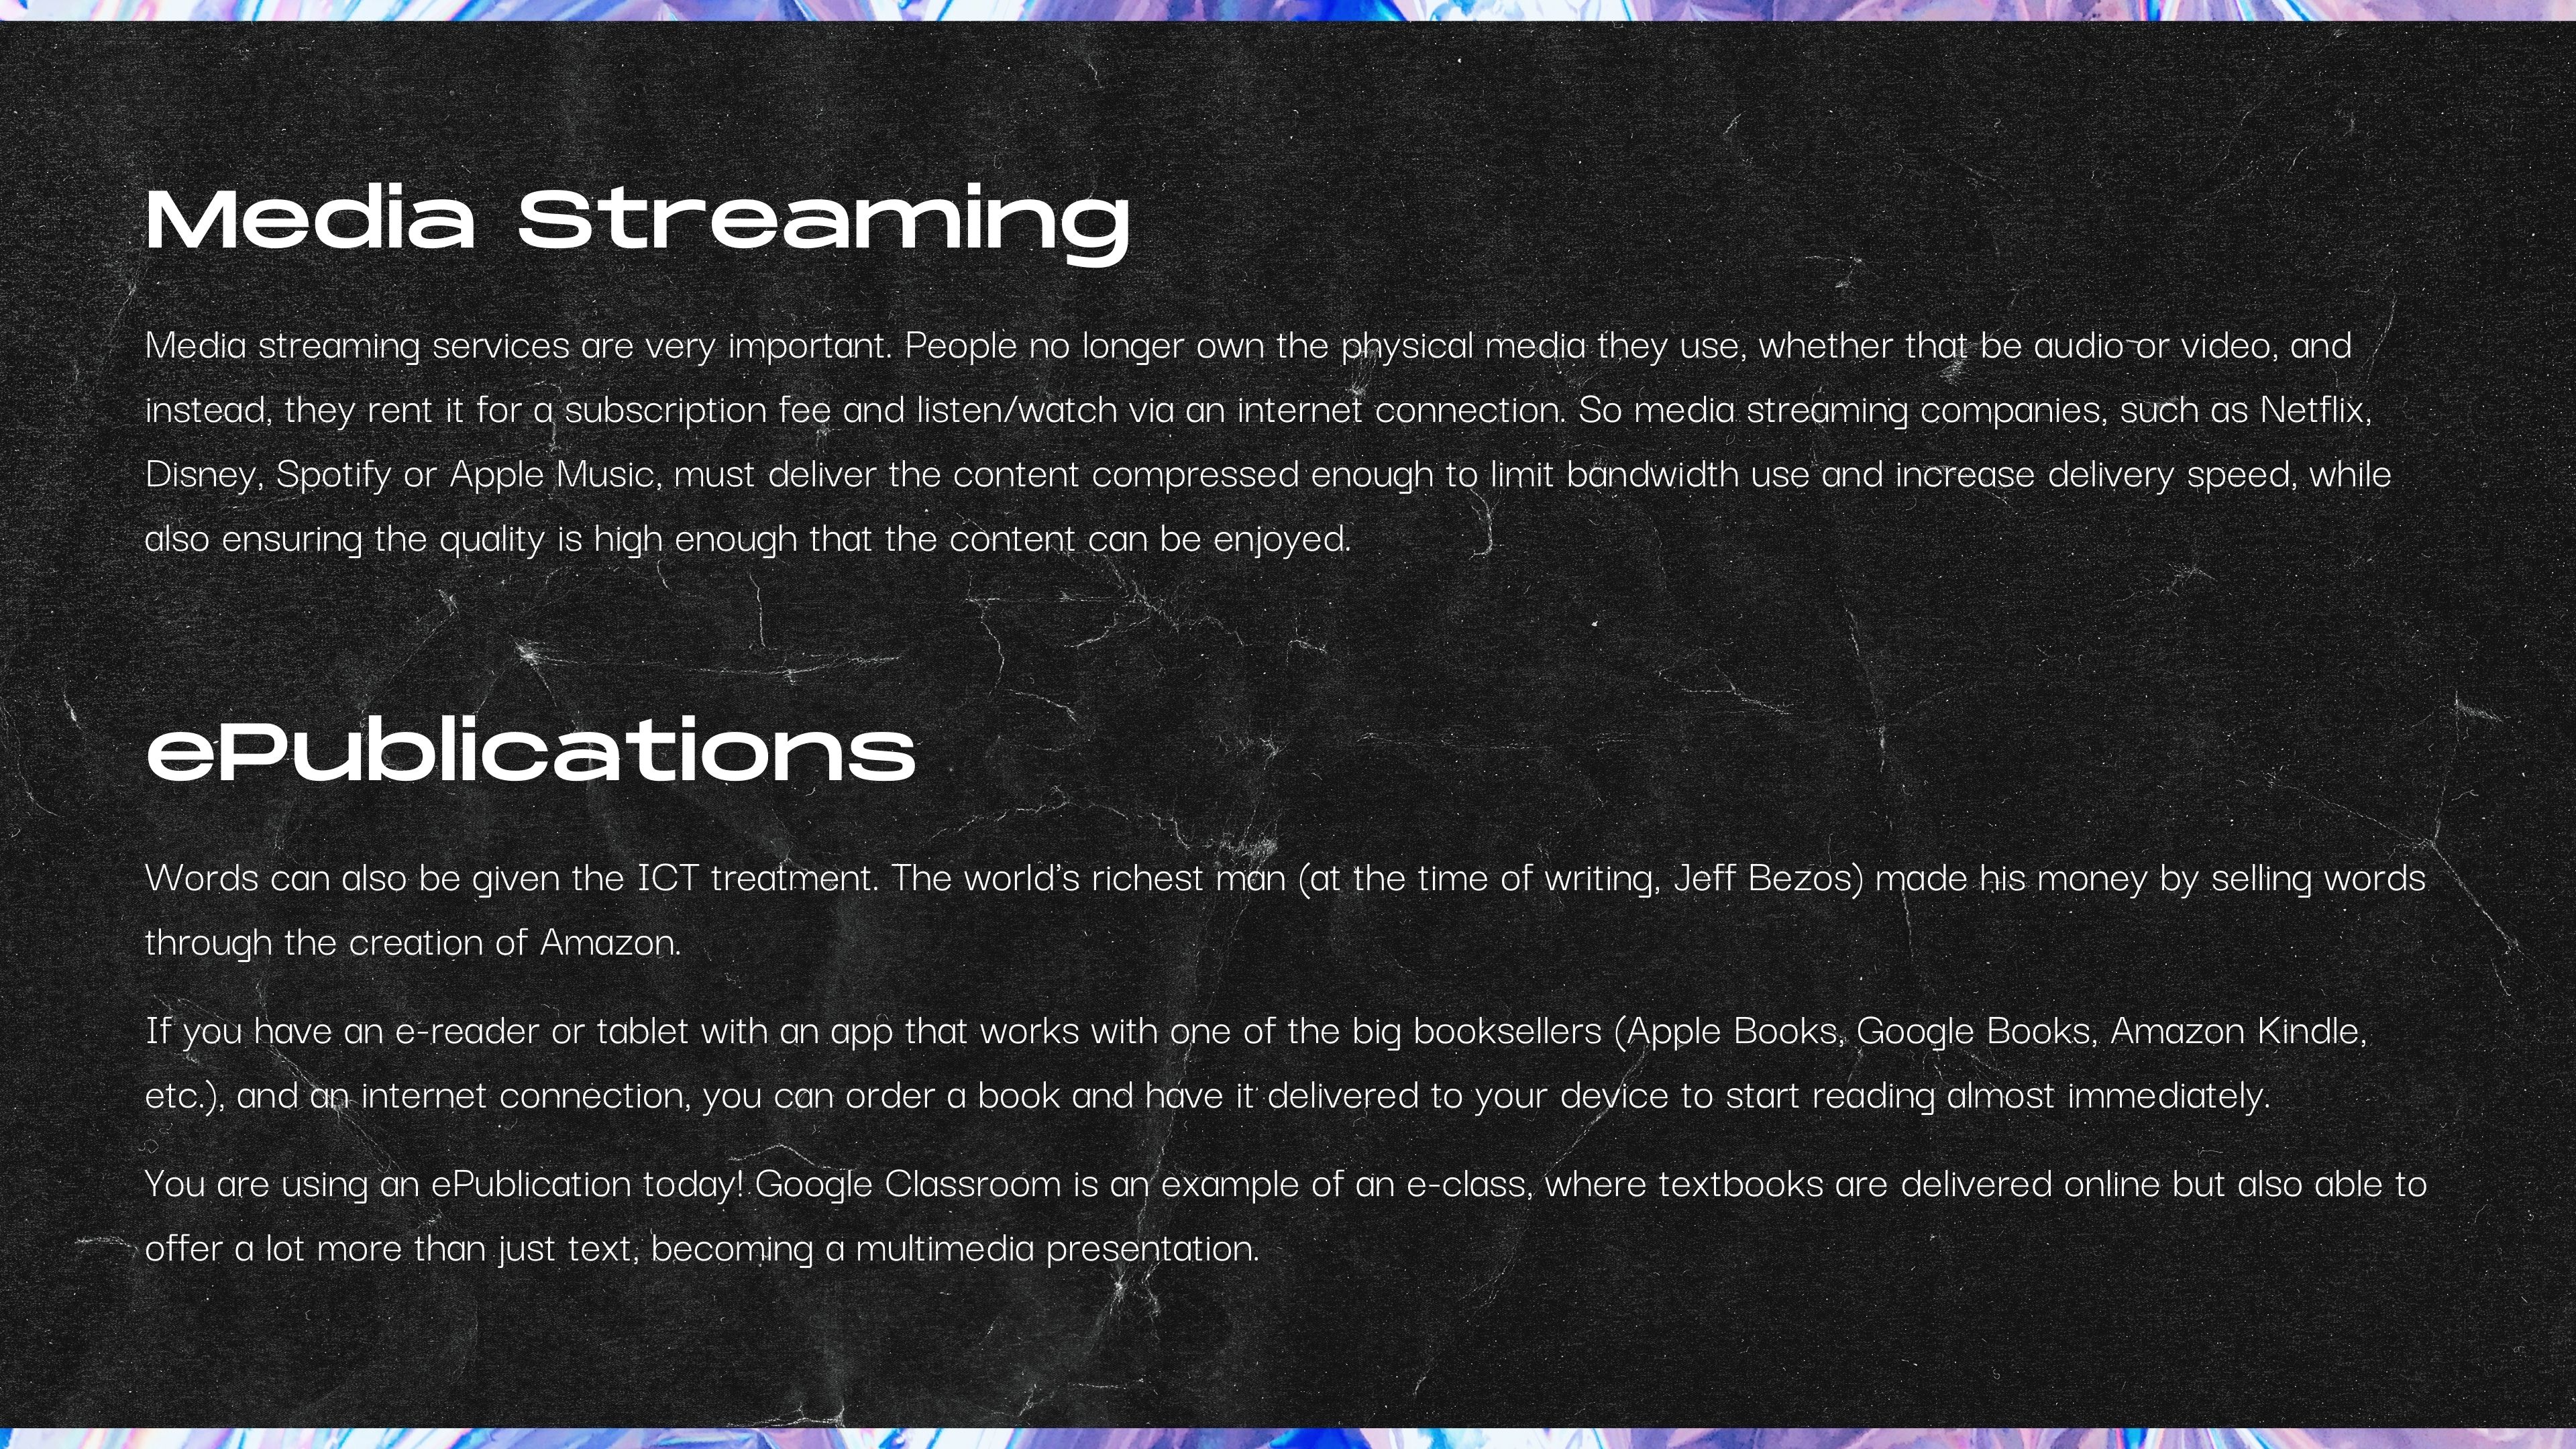 Media Streaming
Media streaming services are very important. People no longer own the physical media they use, whether that be audio or video, and
instead, they rent it for a subscription fee and listen/watch via an internet connection. So media streaming companies, such as Netflix,
Disney, Spotify or Apple Music, must deliver the content compressed enough to limit bandwidth use and increase delivery speed, while
also ensuring the quality is high enough that the content can be enjoyed.
ePublications
Words can also be given the ICT treatment. The world's richest man (at the time of writing, Jeff Bezos) made his money by selling words
through the creation of Amazon.
If you have an e-reader or tablet with an app that works with one of the big booksellers (Apple Books, Google Books, Amazon Kindle,
etc.), and an internet connection, you can order a book and have it delivered to your device to start reading almost immediately.
You are using an ePublication today! Google Classroom is an example of an e-class, where textbooks are delivered online but also able to
offer a lot more than just text, becoming a multimedia presentation.